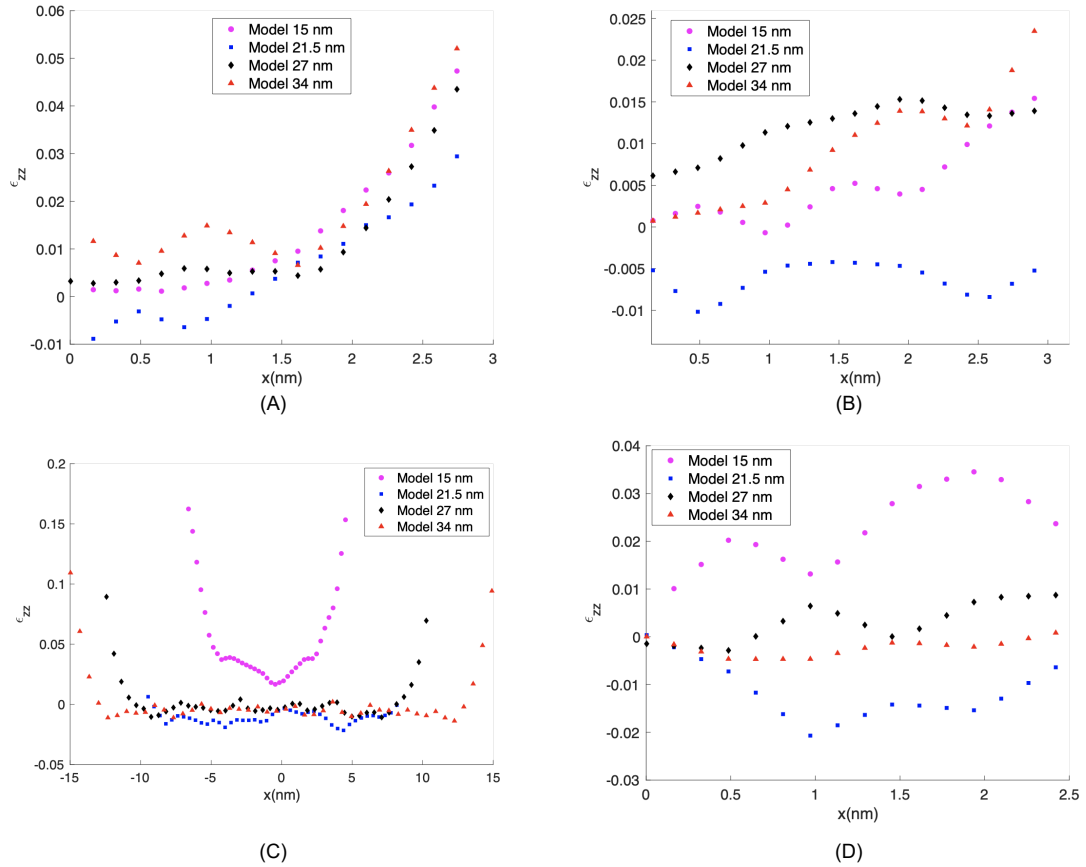 0.06
0.05
0.04
0.03
0.02
0.01
0
-0.01
ϵzz
Model 15 nm
Model 21.5 nm
Model 27 nm
Model 34 nm
0 0.5 1 1.5 2 2.5 3
x(nm)
(A)
0.025
0.02
0.015
0.01
0.005
0
-0.005
-0.01
ϵzz
Model 15 nm
Model 21.5 nm
Model 27 nm
Model 34 nm
0.5 1 1.5 2 2.5 3
x(nm)
(B)
0.2
0.15
0.1
0.05
0
-0.05
ϵzz
Model 15 nm
Model 21.5 nm
Model 27 nm
Model 34 nm
-15 -10 -5 0 5 10 15
x(nm)
(C)
0.04
0.03
0.02
0.01
0
-0.01
-0.02
-0.03
ϵzz
Model 15 nm
Model 21.5 nm
Model 27 nm
Model 34 nm
0 0.5 1 1.5 2 2.5
x(nm)
(D)